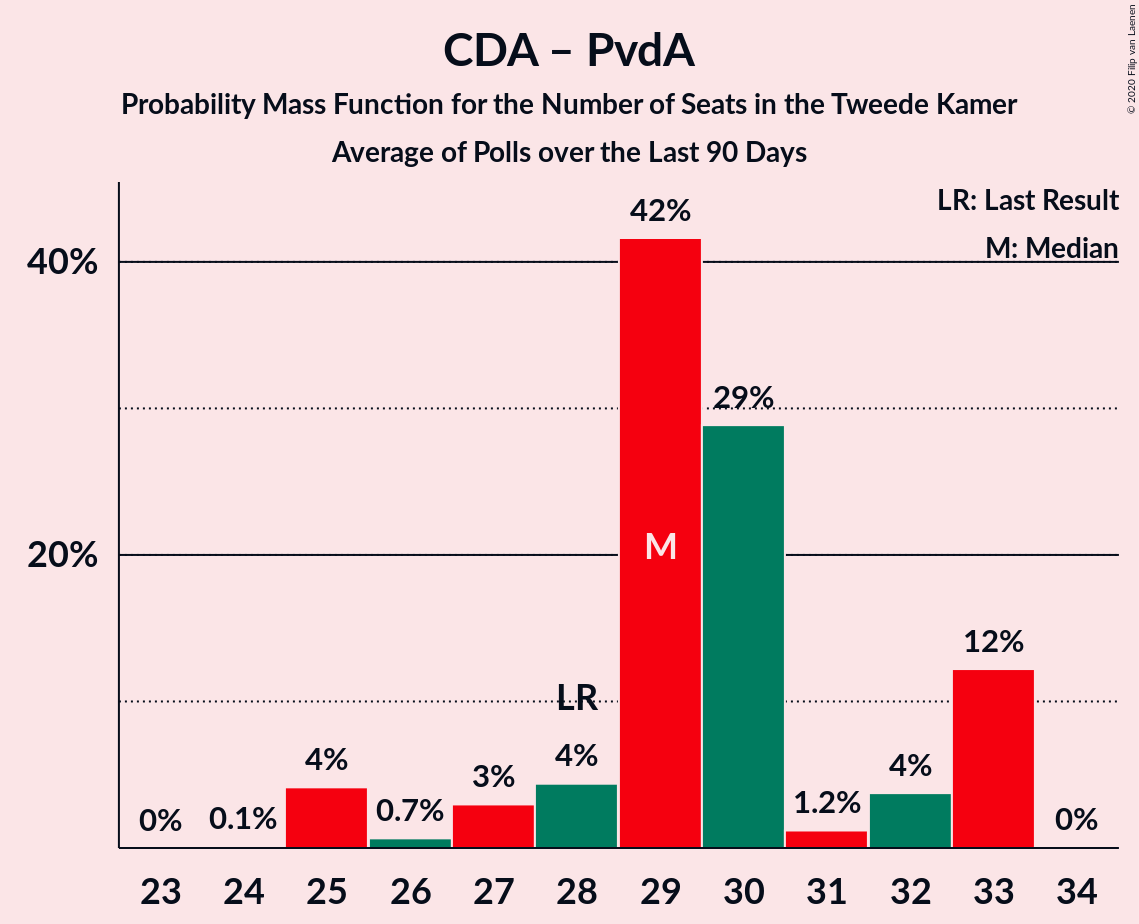 CDA – PvdA
Probability Mass Function for the Number of Seats in the Tweede Kamer
Average of Polls over the Last 90 Days
© 2020 Filip van Laenen
LR: Last Result
M: Median
40%
20%
0%
0.1%
4%
0.7%
3%
4%
LR
42%
M
29%
1.2%
4%
12%
0%
23 24 25 26 27 28 29 30 31 32 33 34